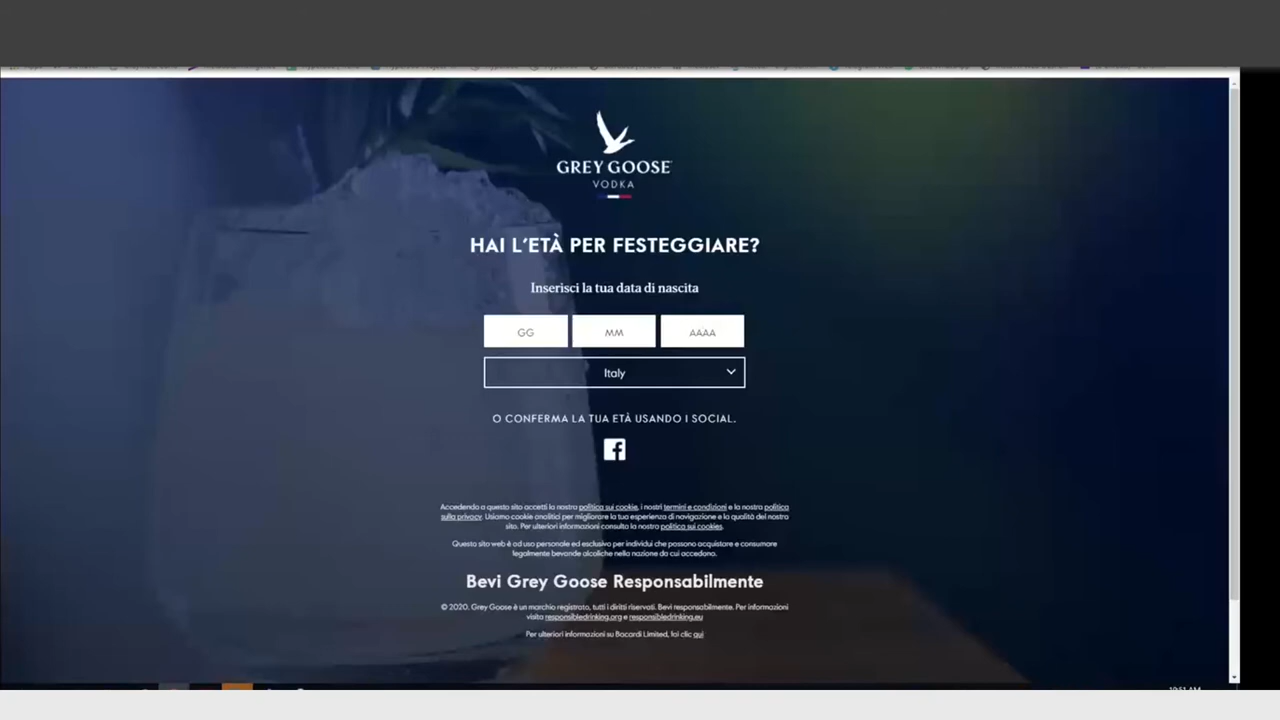 GREY GOOSE
VODKA
HAI L'ETÀ PER FESTEGGIARE?
Inserisci la tua data di nascita
GG MM AAAA
Italy
O CONFERMA LA TUA ETÀ USANDO I SOCIAL.
Accedendo a questo sito accetti la nostra politica sui cookie, i nostri termini e condizioni e la nostra politica
sulla privacy. Usiamo cookie analitici per migliorare la tua esperienza di navigazione e la qualità del nostro
sito. Per ulteriori informazioni consulta la nostra politica sui cookies.
Questo sito web è ad uso personale ed esclusivo per individui che possono acquistare e consumare
legalmente bevande alcoliche nella nazione da cui accedono.
Bevi Grey Goose Responsabilmente
© 2020. Grey Goose è un marchio registrato, tutti i diritti riservati. Bevi responsabilmente. Per informazioni
visita responsibledrinking.org e responsibledrinking.eu
Per ulteriori informazioni su Bacardi Limited, fai clic qui